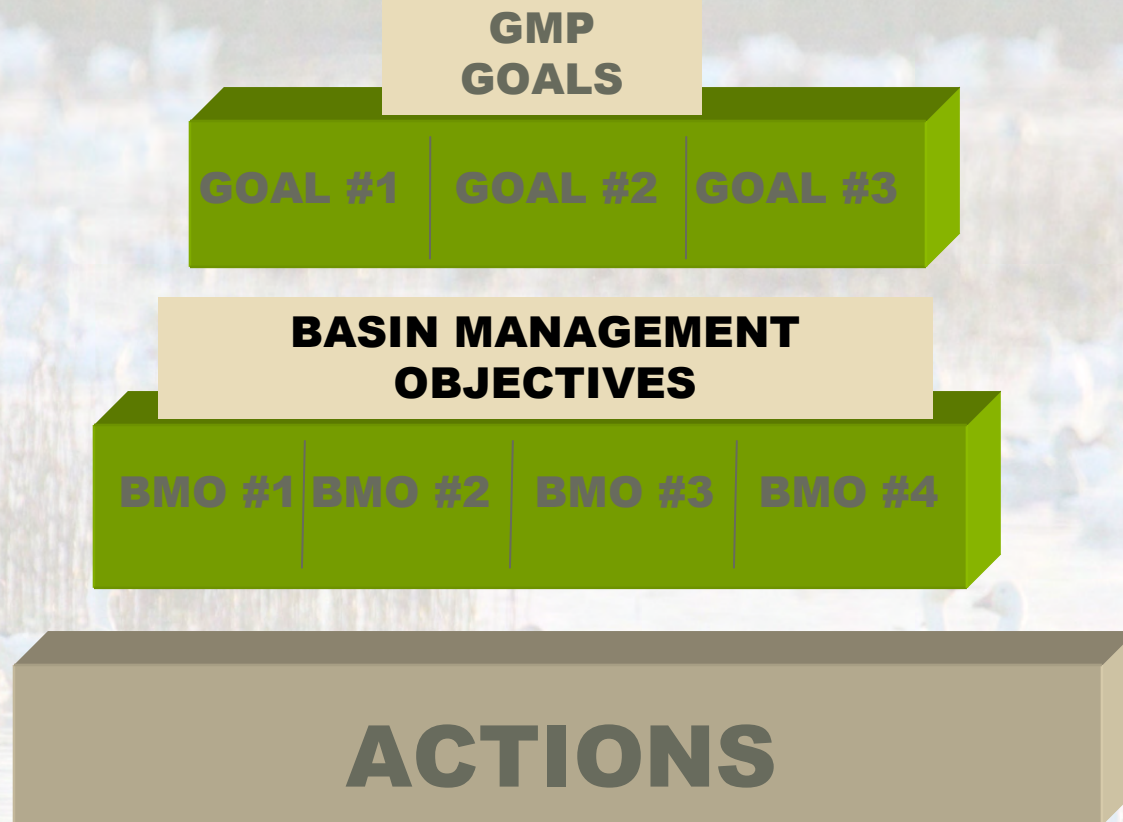 GMP
GOALS
GOAL #1 GOAL #2 GOAL #3
BASIN MANAGEMENT
OBJECTIVES
BMO #1 BMO #2 BMO #3 BMO #4
ACTIONS